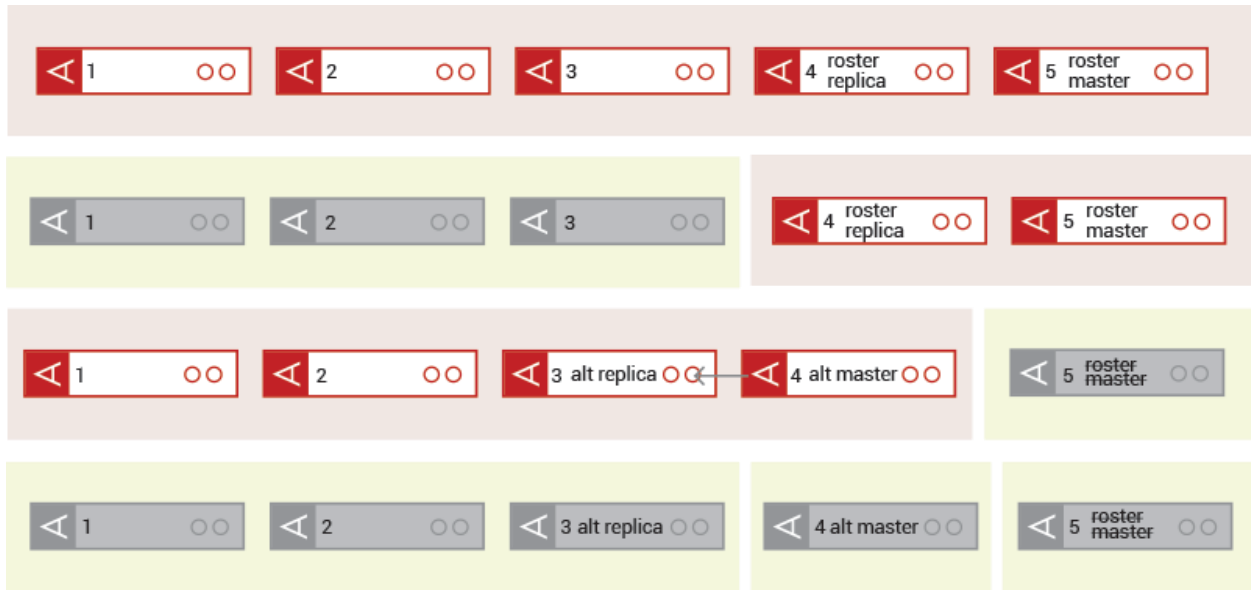 1
2
3
4 roster
replica
5 roster
master
1
2
3
4 roster
replica
5 roster
master
1
2
3 alt replica
4 alt master
5 roster
master
1
2
3 alt replica
4 alt master
5 roster
master